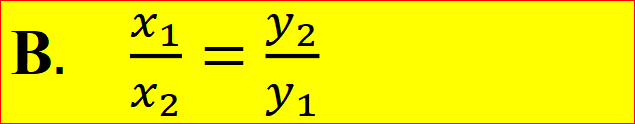 B. x₁/x₂ = y₂/y₁